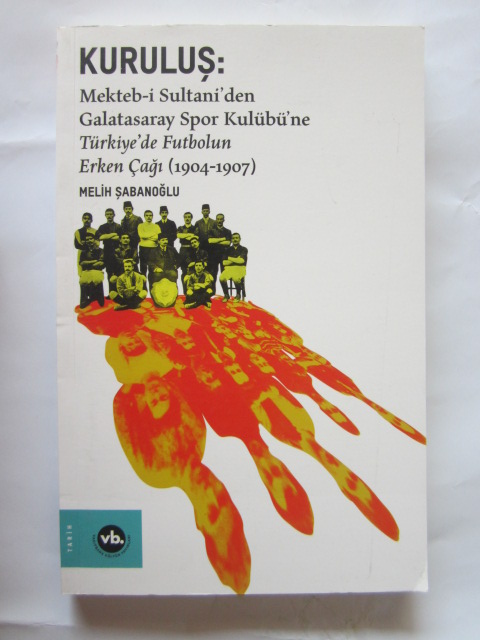 KURULUŞ:
Mekteb-i Sultani'den
Galatasaray Spor Kulübü'ne
Türkiye'de Futbolun
Erken Çağı (1904-1907)
MELİH ŞABANOĞLU
TARİH
vb.